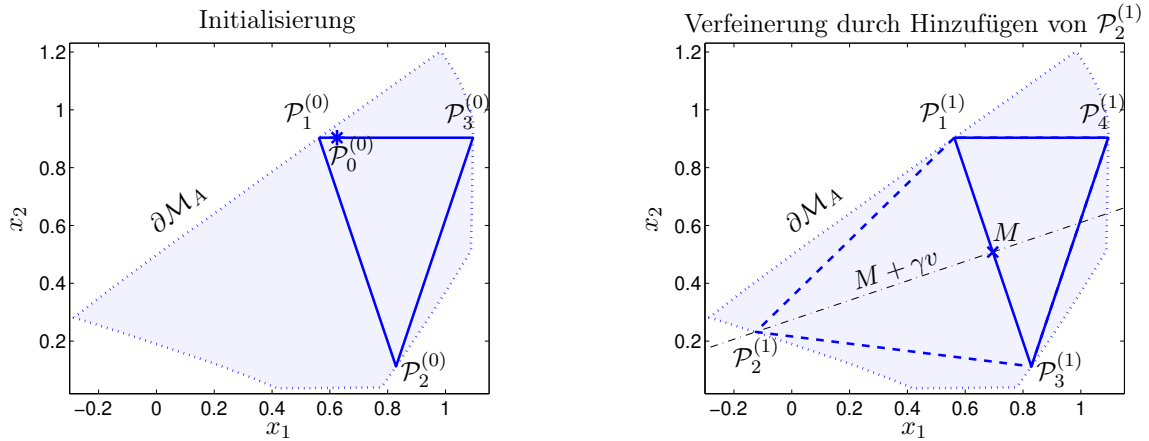 Initialisierung
1.2
1
0.8
0.6
0.4
0.2
x₂
𝒫₁⁽⁰⁾
𝒫₃⁽⁰⁾
𝒫₀⁽⁰⁾
∂ℳ_A
𝒫₂⁽⁰⁾
−0.2 0 0.2 0.4 0.6 0.8 1
x₁
Verfeinerung durch Hinzufügen von 𝒫₂⁽¹⁾
1.2
1
0.8
0.6
0.4
0.2
x₂
𝒫₁⁽¹⁾
𝒫₄⁽¹⁾
∂ℳ_A
M
M + γv
𝒫₂⁽¹⁾
𝒫₃⁽¹⁾
−0.2 0 0.2 0.4 0.6 0.8 1
x₁